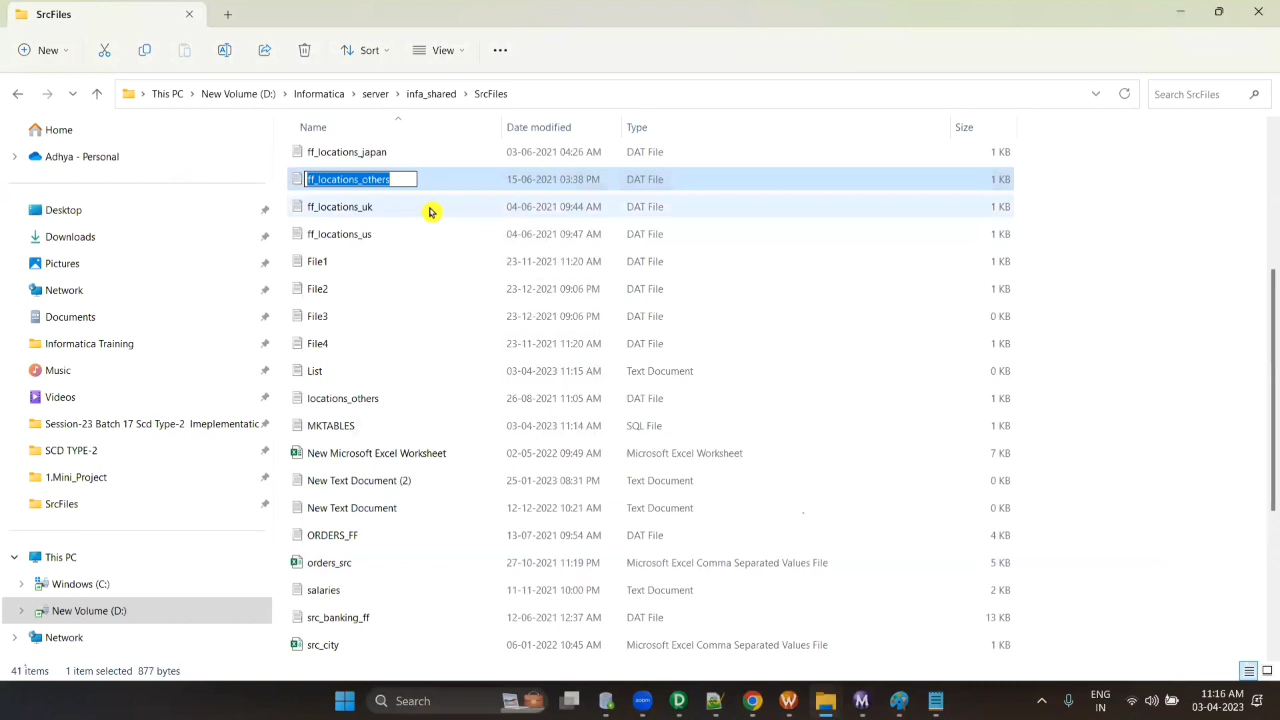 SrcFiles
New
Sort
View
This PC
New Volume (D:)
Informatica
server
infa_shared
SrcFiles
Search SrcFiles
Name
Date modified
Type
Size
Home
Adhya - Personal
Desktop
Downloads
Pictures
Network
Documents
Informatica Training
Music
Videos
Session-23 Batch 17 Scd Type-2 Imeplementatic
SCD TYPE-2
1.Mini_Project
SrcFiles
This PC
Windows (C:)
New Volume (D:)
Network
ff_locations_japan 03-06-2021 04:26 AM DAT File 1 KB
ff_locations_others 15-06-2021 03:38 PM DAT File 1 KB
ff_locations_uk 04-06-2021 09:44 AM DAT File 1 KB
ff_locations_us 04-06-2021 09:47 AM DAT File 1 KB
File1 23-11-2021 11:20 AM DAT File 1 KB
File2 23-12-2021 09:06 PM DAT File 1 KB
File3 23-12-2021 09:06 PM DAT File 0 KB
File4 23-11-2021 11:20 AM DAT File 1 KB
List 03-04-2023 11:15 AM Text Document 0 KB
locations_others 26-08-2021 11:05 AM DAT File 1 KB
MKTABLES 03-04-2023 11:14 AM SQL File 1 KB
New Microsoft Excel Worksheet 02-05-2022 09:49 AM Microsoft Excel Worksheet 7 KB
New Text Document (2) 25-01-2023 08:31 PM Text Document 0 KB
New Text Document 12-12-2022 10:21 AM Text Document 0 KB
ORDERS_FF 13-07-2021 09:54 AM DAT File 4 KB
orders_src 27-10-2021 11:19 PM Microsoft Excel Comma Separated Values File 5 KB
salaries 11-11-2021 10:00 PM Text Document 2 KB
src_banking_ff 12-06-2021 12:37 AM DAT File 13 KB
src_city 06-01-2022 10:45 AM Microsoft Excel Comma Separated Values File 1 KB
41 items 1 item selected 877 bytes
Search
zoom
ENG
IN
11:16 AM
03-04-2023